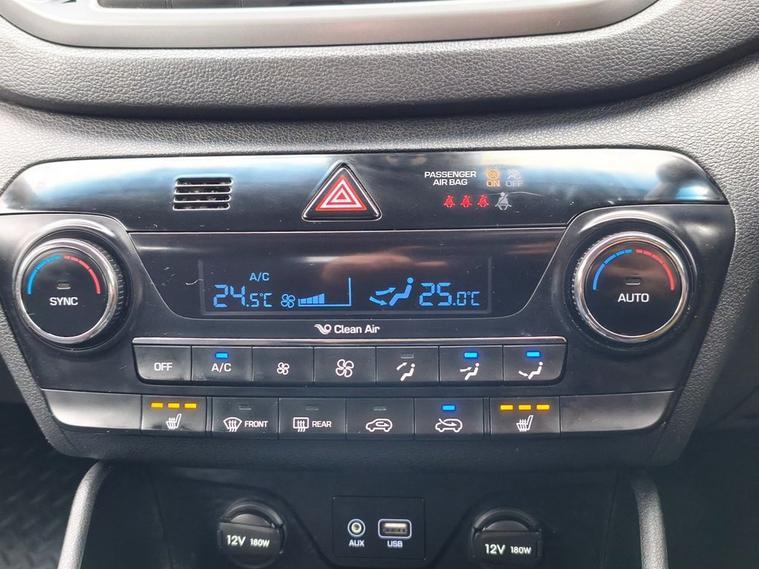 PASSENGER
AIR BAG
ON OFF
A/C
24.5°C
25.0°C
SYNC
AUTO
Clean Air
OFF
A/C
FRONT
REAR
12V 180W
AUX
USB
12V 180W